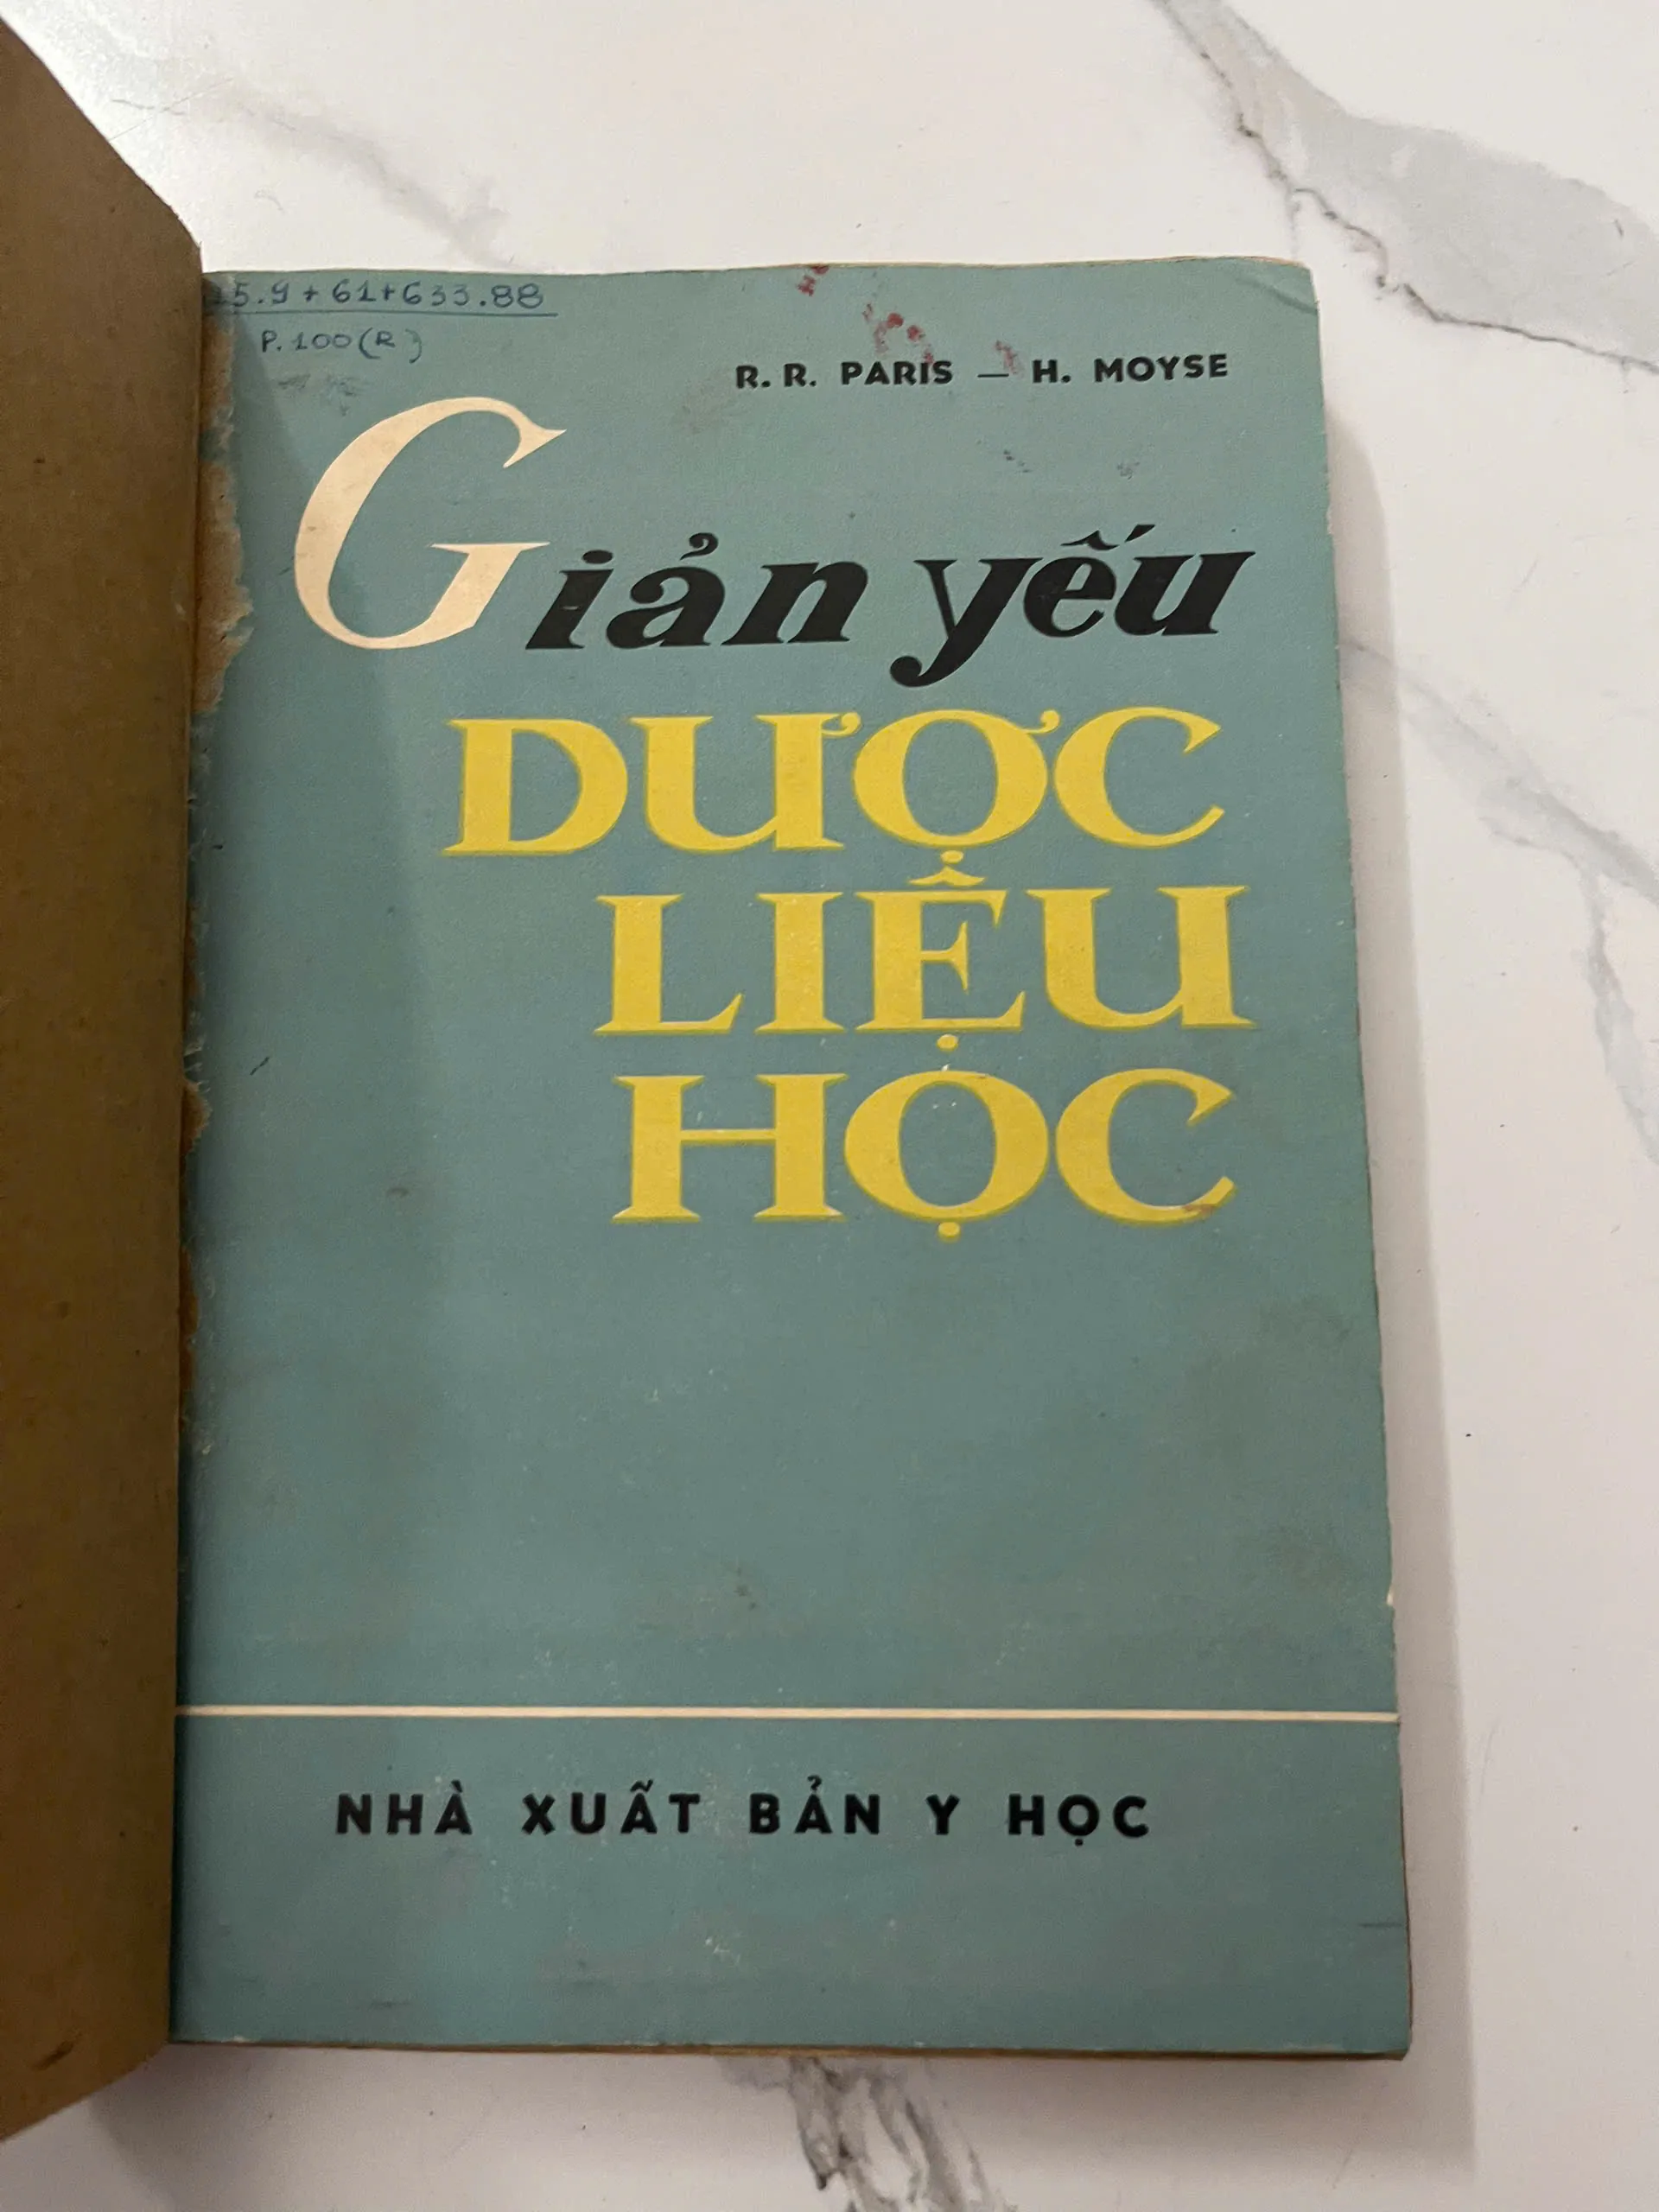 5.9 + 61 + 633.88
P. 100 (R)
R. R. PARIS — H. MOYSE
Giản yếu
DƯỢC
LIỆU
HỌC
NHÀ XUẤT BẢN Y HỌC